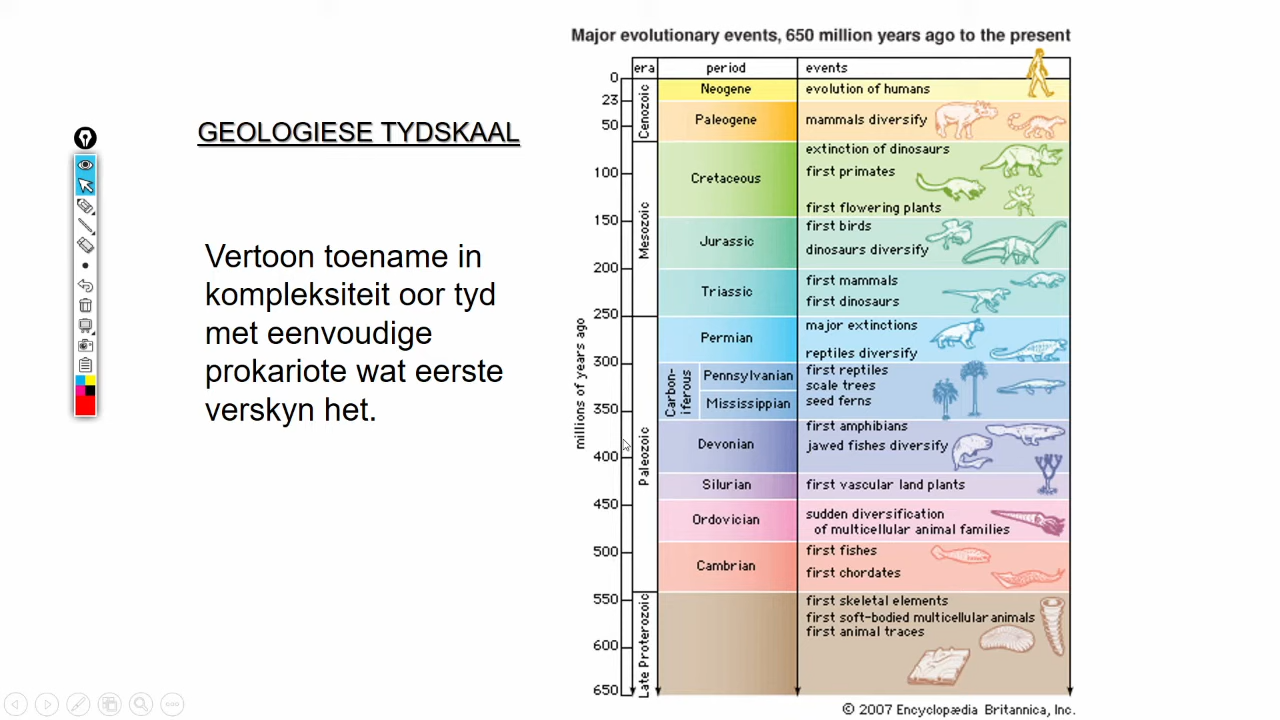 Major evolutionary events, 650 million years ago to the present
GEOLOGIESE TYDSKAAL
Vertoon toename in
kompleksiteit oor tyd
met eenvoudige
prokariote wat eerste
verskyn het.
era period events
0
23
50
100
150
200
250
300
350
400
450
500
550
600
650
millions of years ago
Cenozoic
Mesozoic
Paleozoic
Late Proterozoic
Neogene
evolution of humans
Paleogene
mammals diversify
Cretaceous
extinction of dinosaurs
first primates
first flowering plants
Jurassic
first birds
dinosaurs diversify
Triassic
first mammals
first dinosaurs
Permian
major extinctions
reptiles diversify
Carbon-
iferous
Pennsylvanian
Mississippian
first reptiles
scale trees
seed ferns
Devonian
first amphibians
jawed fishes diversify
Silurian
first vascular land plants
Ordovician
sudden diversification
of multicellular animal families
Cambrian
first fishes
first chordates
first skeletal elements
first soft-bodied multicellular animals
first animal traces
© 2007 Encyclopædia Britannica, Inc.